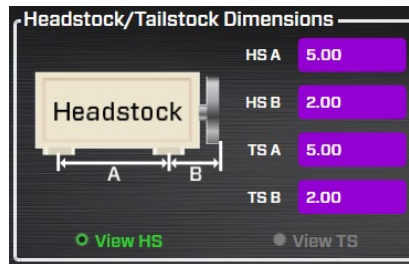 Headstock/Tailstock Dimensions
HS A 5.00
HS B 2.00
Headstock
TS A 5.00
A B
TS B 2.00
View HS View TS